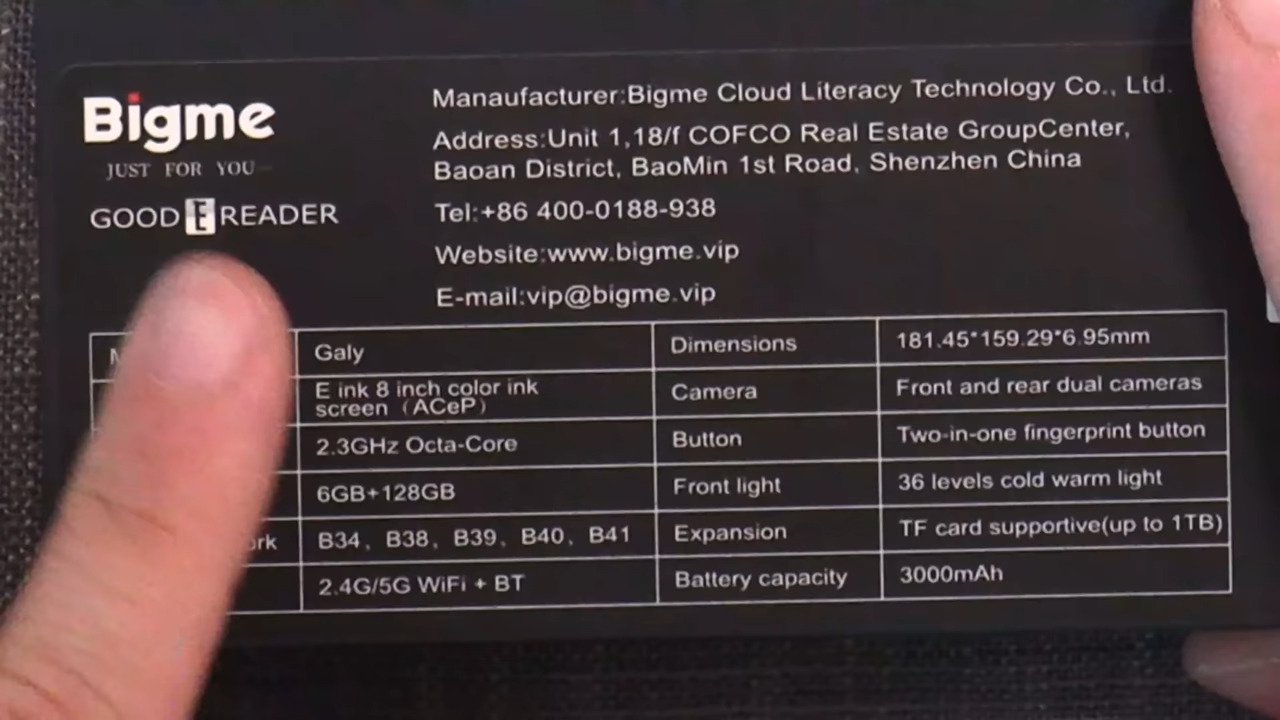 Bigme
JUST FOR YOU
GOOD E READER
Manaufacturer:Bigme Cloud Literacy Technology Co., Ltd.
Address:Unit 1,18/f COFCO Real Estate GroupCenter,
Baoan District, BaoMin 1st Road, Shenzhen China
Tel:+86 400-0188-938
Website:www.bigme.vip
E-mail:vip@bigme.vip
Galy Dimensions 181.45*159.29*6.95mm
E ink 8 inch color ink
screen (ACeP) Camera Front and rear dual cameras
2.3GHz Octa-Core Button Two-in-one fingerprint button
6GB+128GB Front light 36 levels cold warm light
B34, B38, B39, B40, B41 Expansion TF card supportive(up to 1TB)
2.4G/5G WiFi + BT Battery capacity 3000mAh